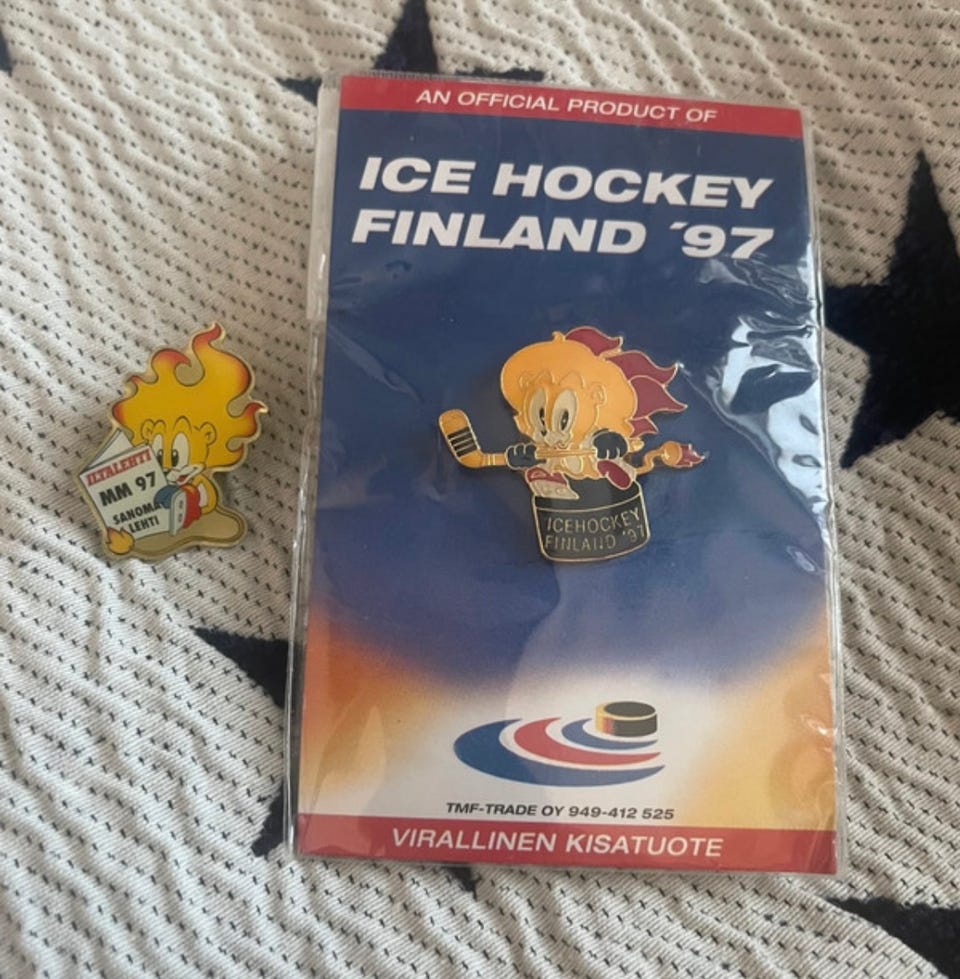 AN OFFICIAL PRODUCT OF
ICE HOCKEY
FINLAND ´97
ICEHOCKEY
FINLAND '97
TMF-TRADE OY 949-412 525
VIRALLINEN KISATUOTE
ILTALEHTI
MM 97
SANOMA
LEHTI